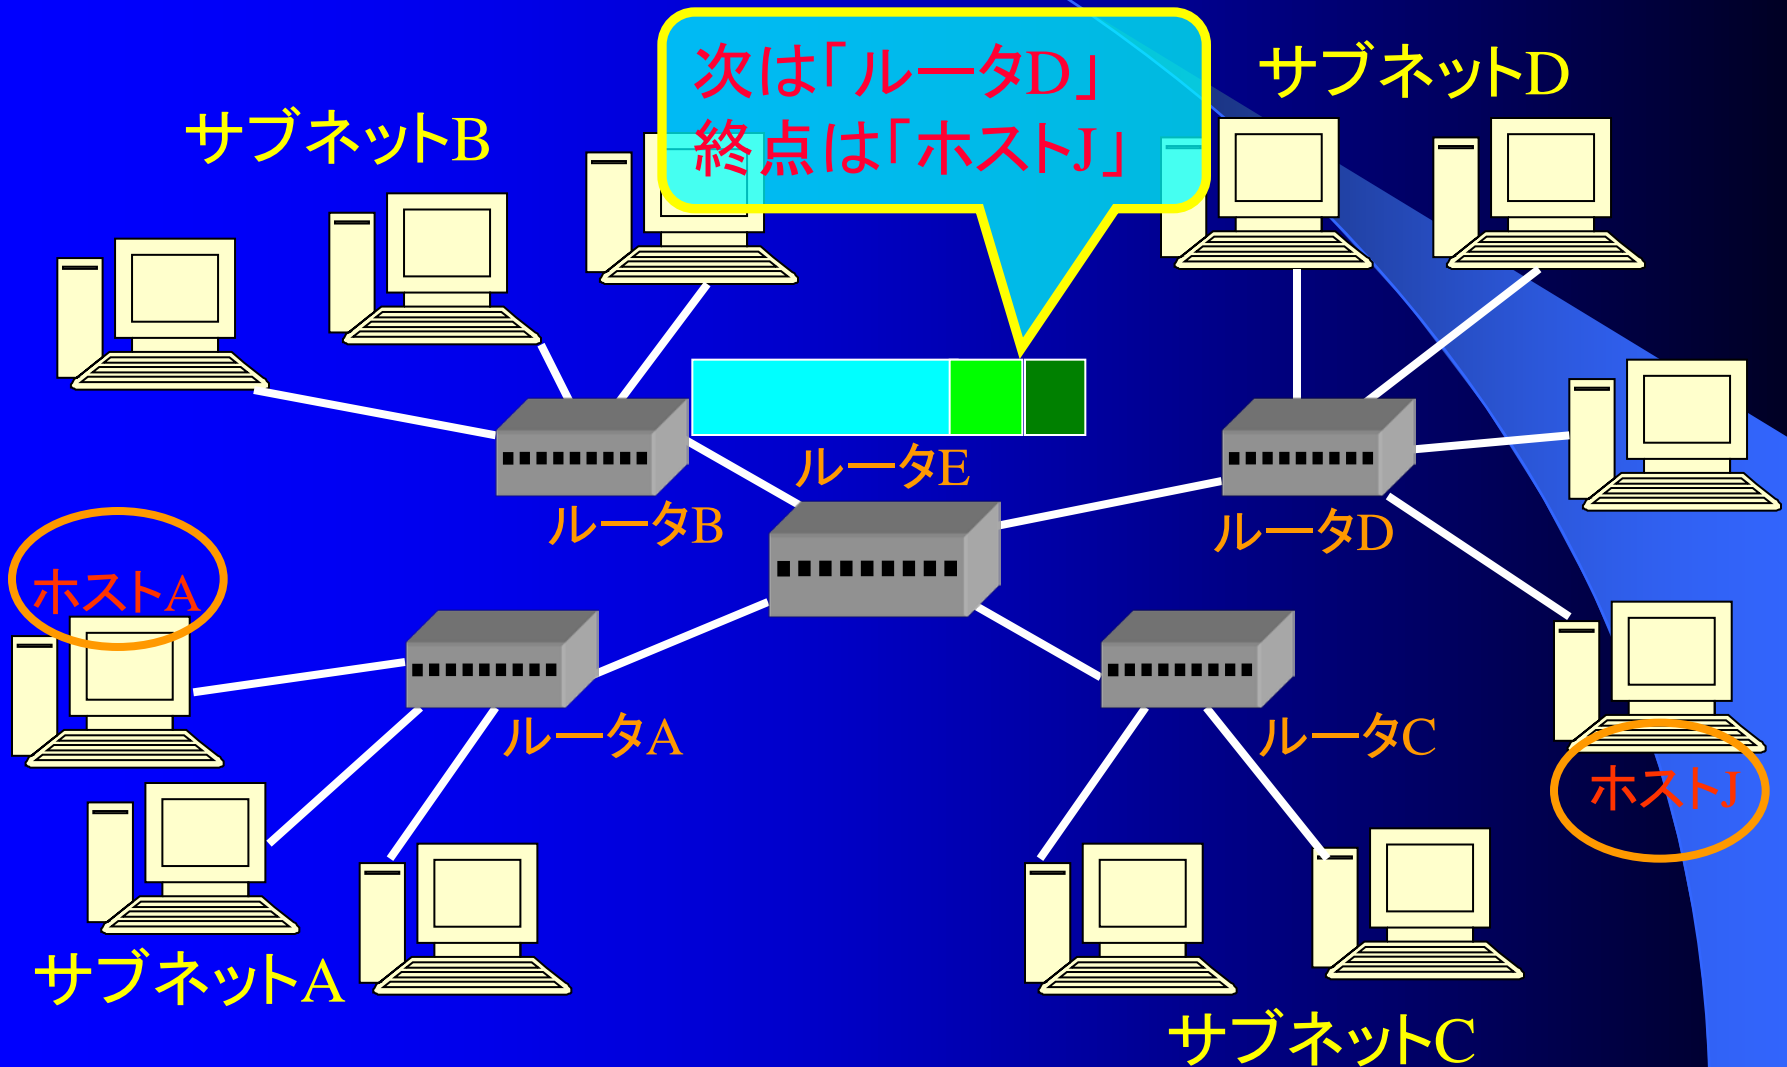 次は「ルータD」
終点は「ホストJ」
サブネットD
サブネットB
ルータE
ルータB
ルータD
ホストA
ルータA
ルータC
ホストJ
サブネットA
サブネットC